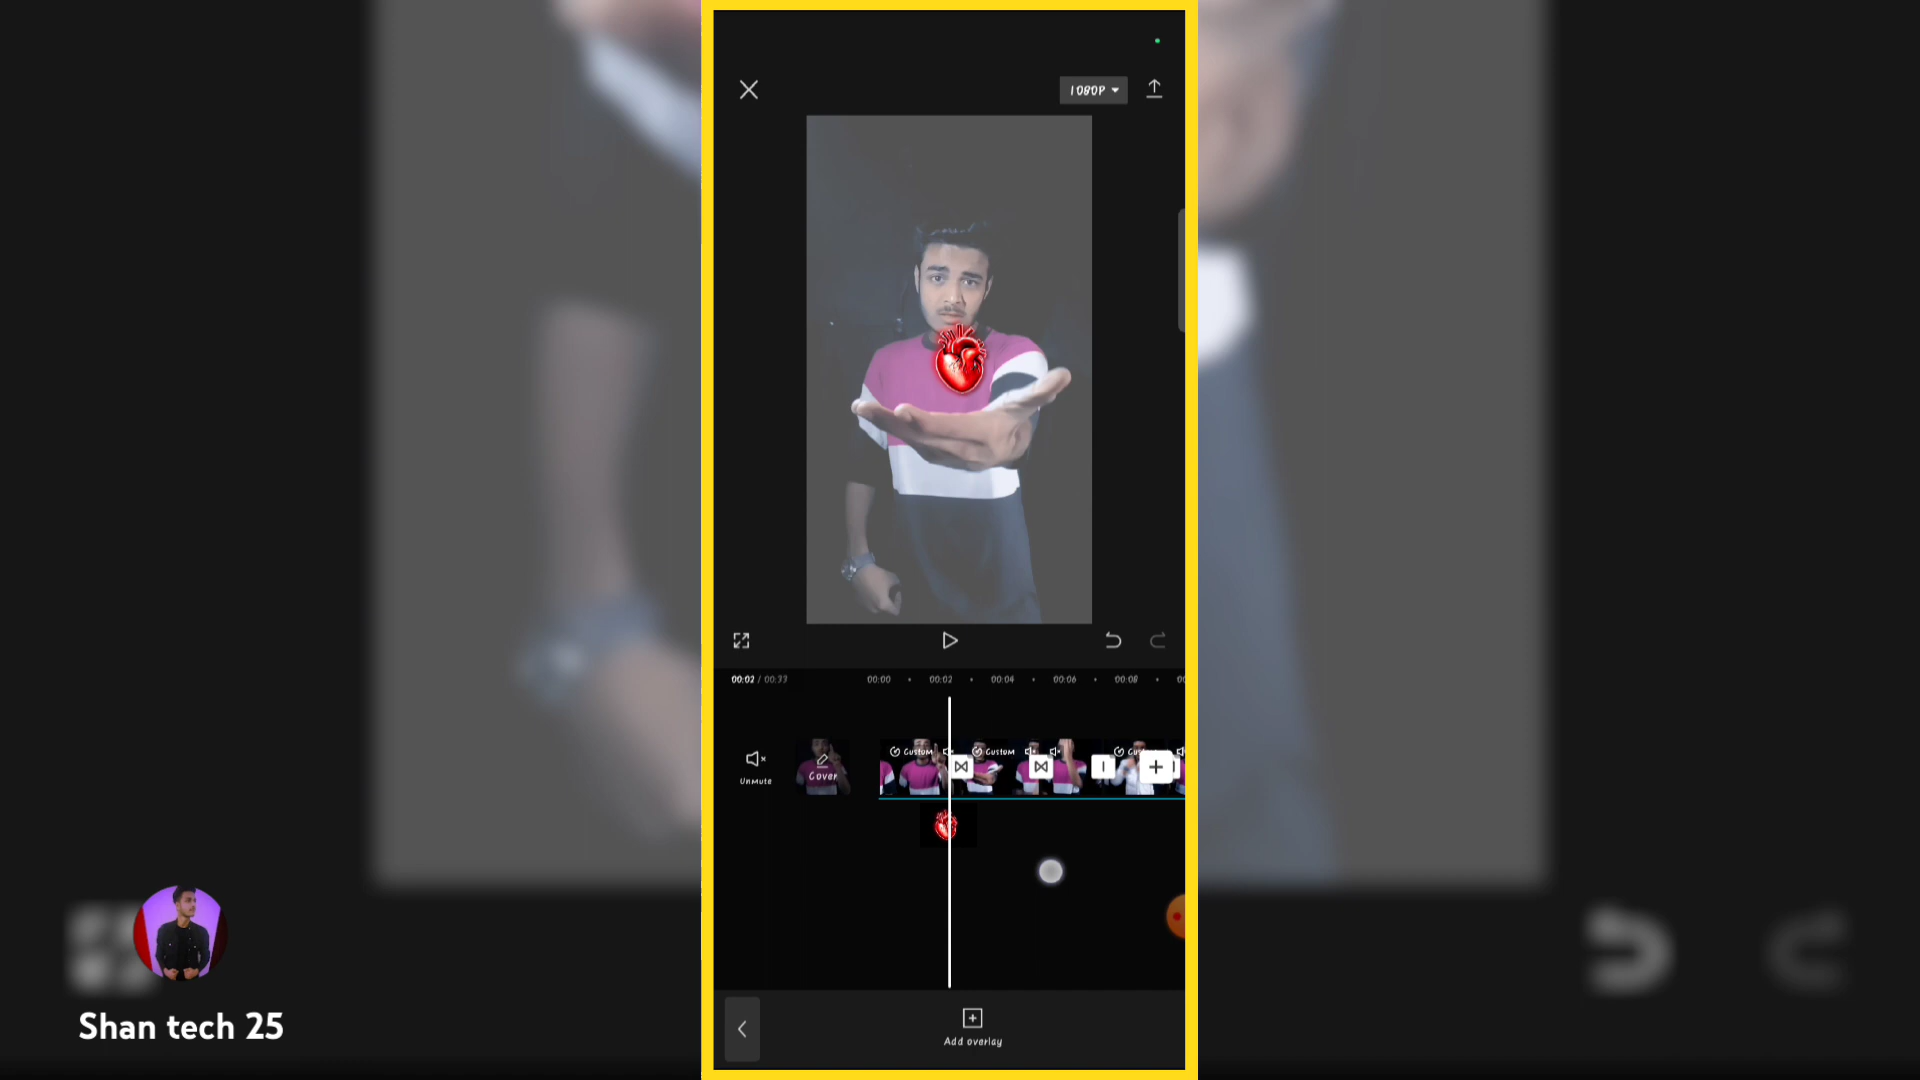 1080P
00:02 / 00:33
00:00
00:02
00:04
00:06
00:08
Custom
Custom
Unmute
Cover
Add overlay
Shan tech 25